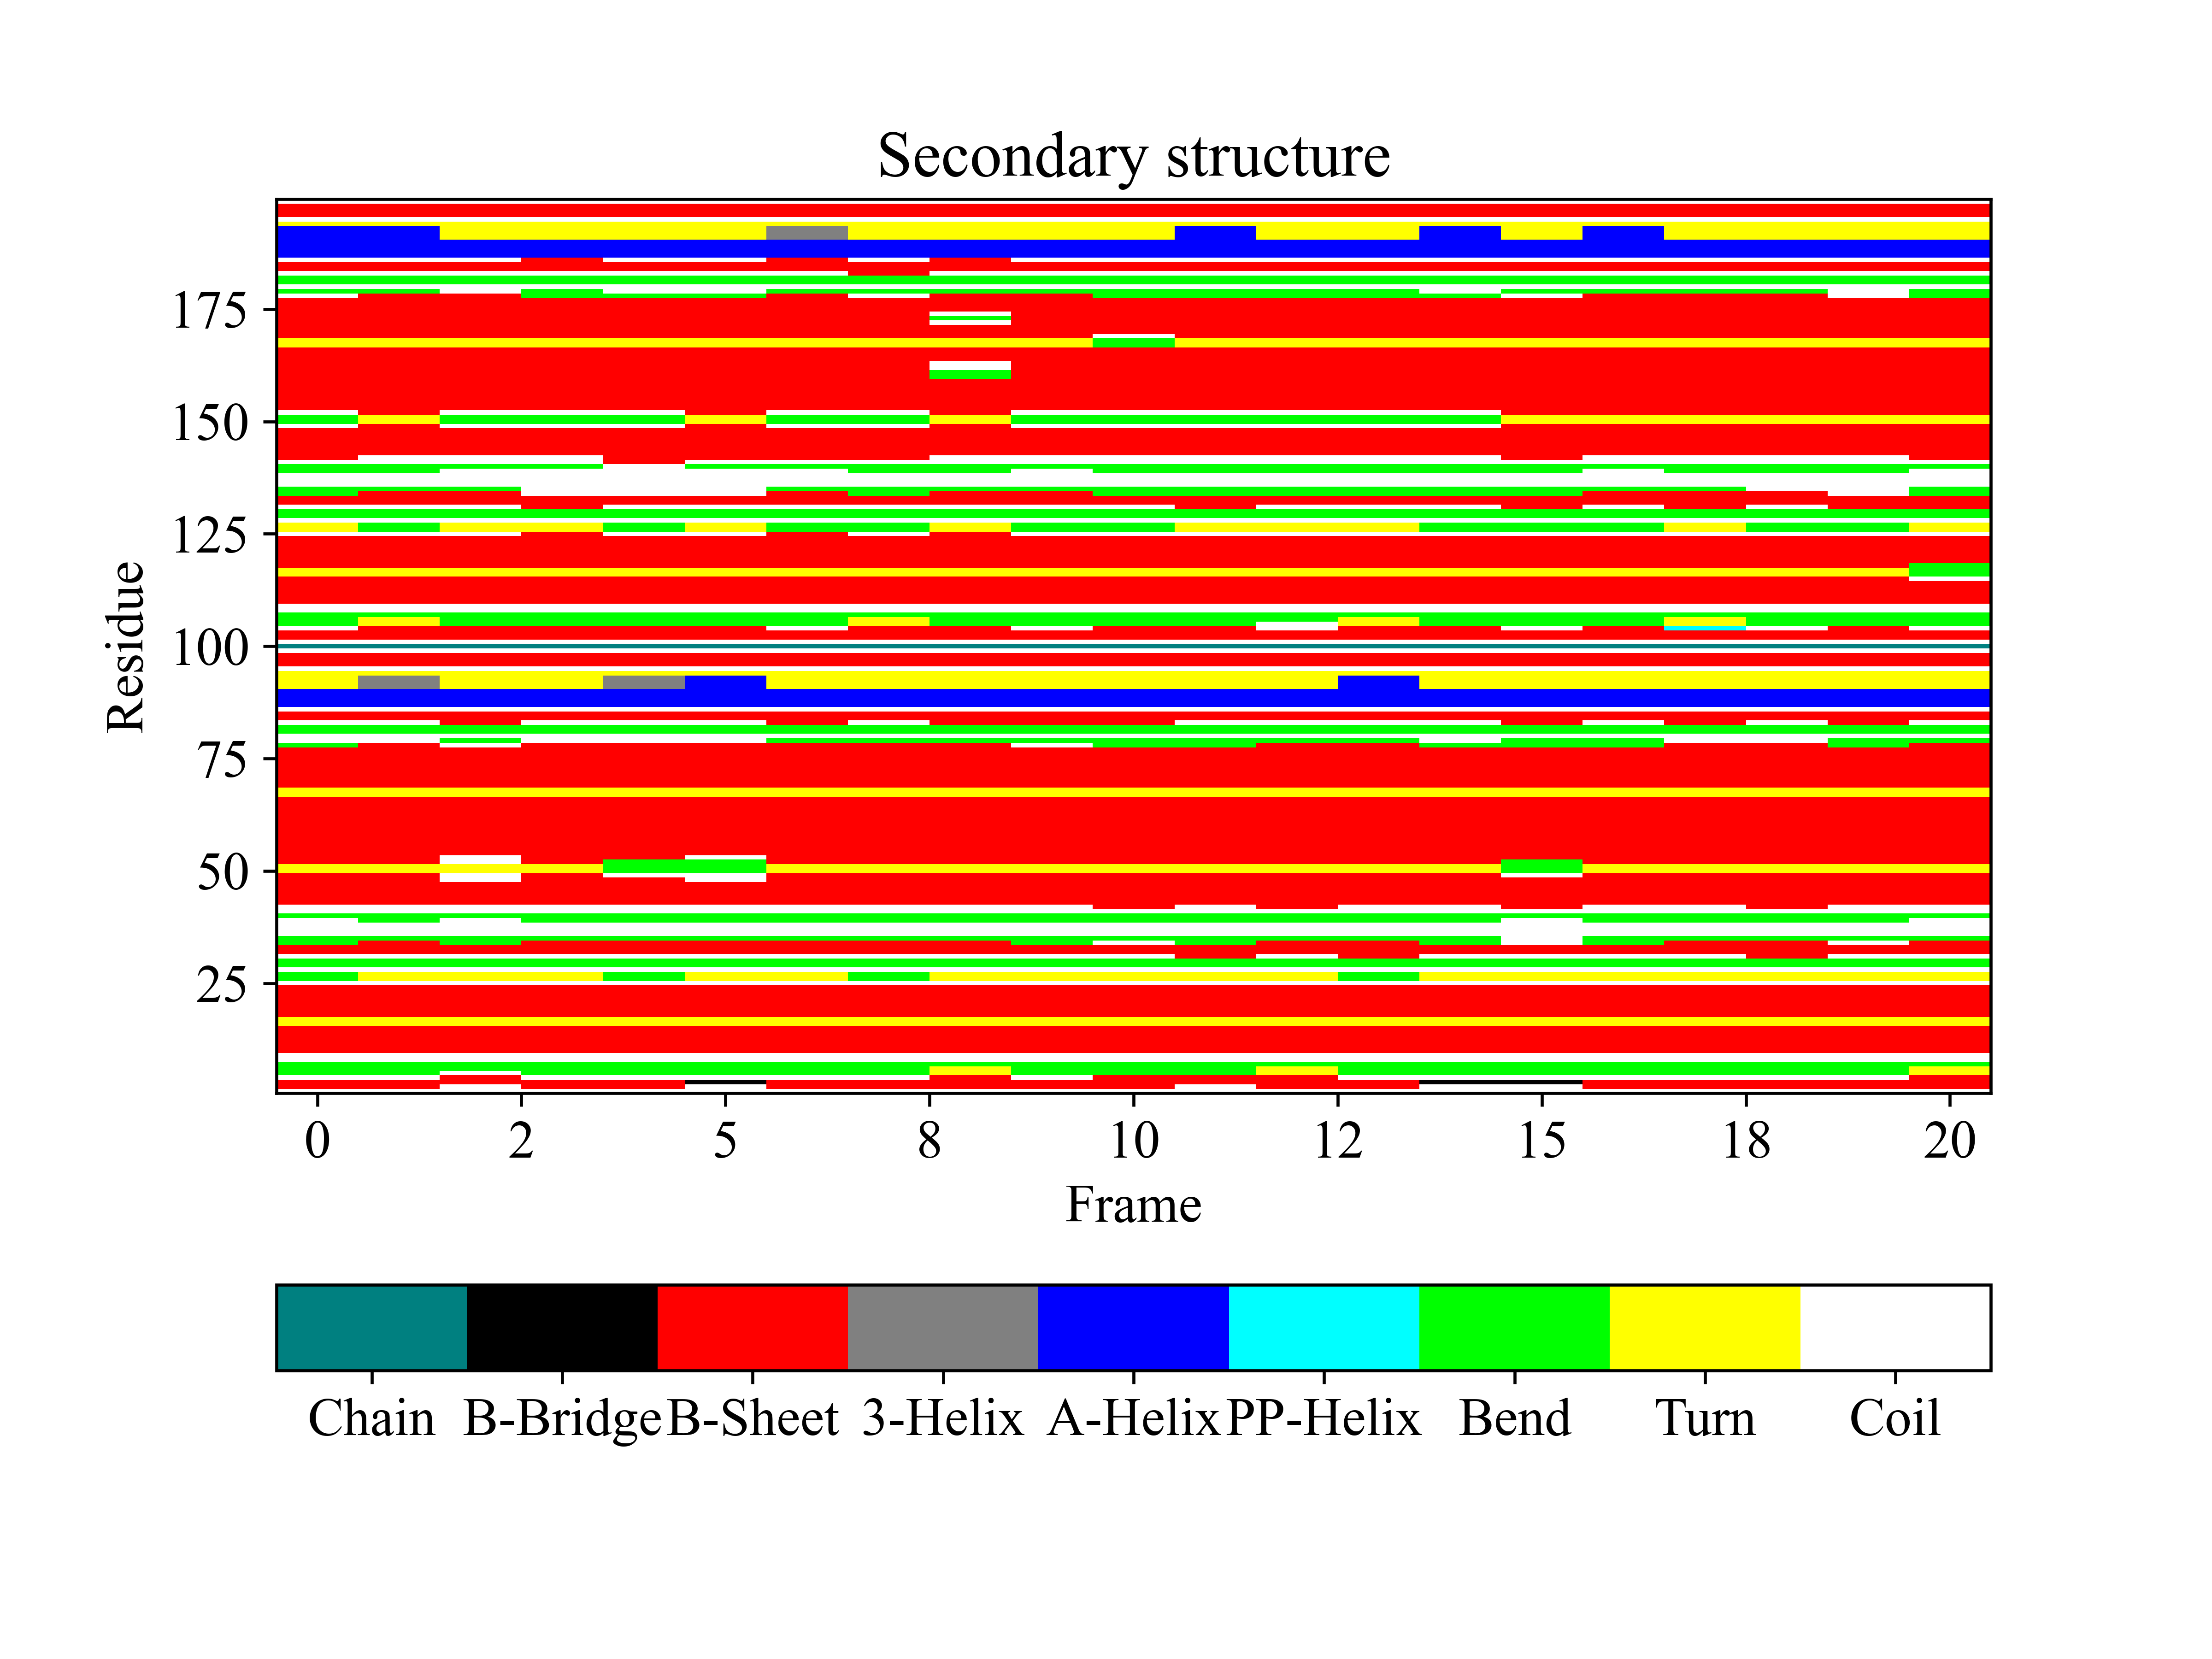 Secondary structure
175
150
125
100
75
50
25
Residue
0 2 5 8 10 12 15 18 20
Frame
Chain B-Bridge B-Sheet 3-Helix A-Helix PP-Helix Bend Turn Coil